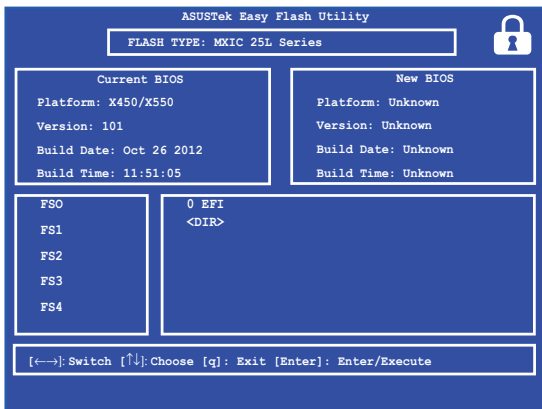 ASUSTek Easy Flash Utility
FLASH TYPE: MXIC 25L Series
Current BIOS
Platform: X450/X550
Version: 101
Build Date: Oct 26 2012
Build Time: 11:51:05
New BIOS
Platform: Unknown
Version: Unknown
Build Date: Unknown
Build Time: Unknown
FSO
FS1
FS2
FS3
FS4
0 EFI
<DIR>
[←→]: Switch [↑↓]: Choose [q]: Exit [Enter]: Enter/Execute